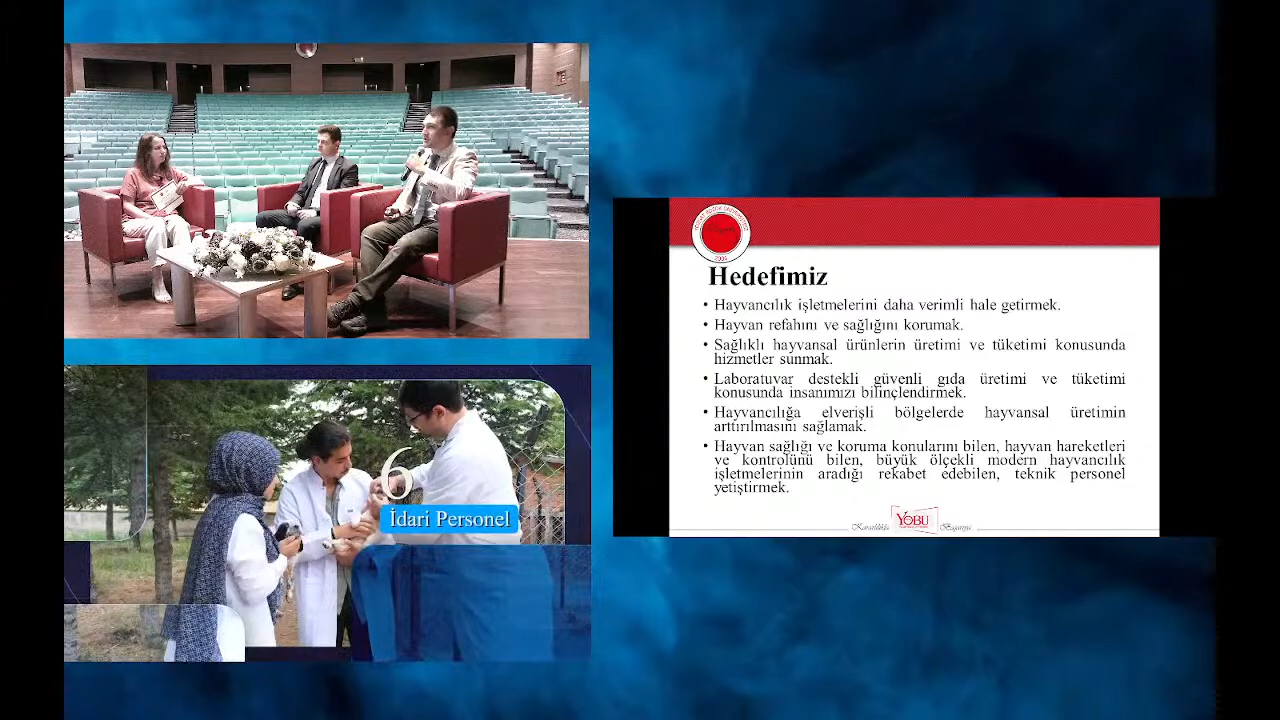 6
İdari Personel
2006
Hedefimiz
• Hayvancılık işletmelerini daha verimli hale getirmek.
• Hayvan refahını ve sağlığını korumak.
• Sağlıklı hayvansal ürünlerin üretimi ve tüketimi konusunda
hizmetler sunmak.
• Laboratuvar destekli güvenli gıda üretimi ve tüketimi
konusunda insanımızı bilinçlendirmek.
• Hayvancılığa elverişli bölgelerde hayvansal üretimin
arttırılmasını sağlamak.
• Hayvan sağlığı ve koruma konularını bilen, hayvan hareketleri
ve kontrolünü bilen, büyük ölçekli modern hayvancılık
işletmelerinin aradığı rekabet edebilen, teknik personel
yetiştirmek.
Kararlılıkla YOBU Başarıya